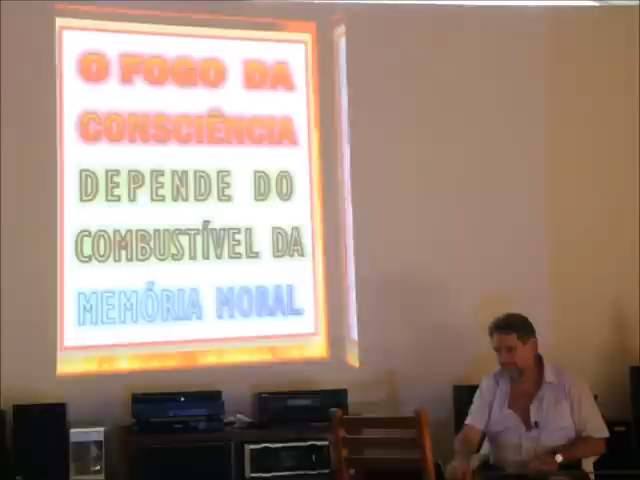 O FOGO DA
CONSCIÊNCIA
DEPENDE DO
COMBUSTÍVEL DA
MEMÓRIA MORAL